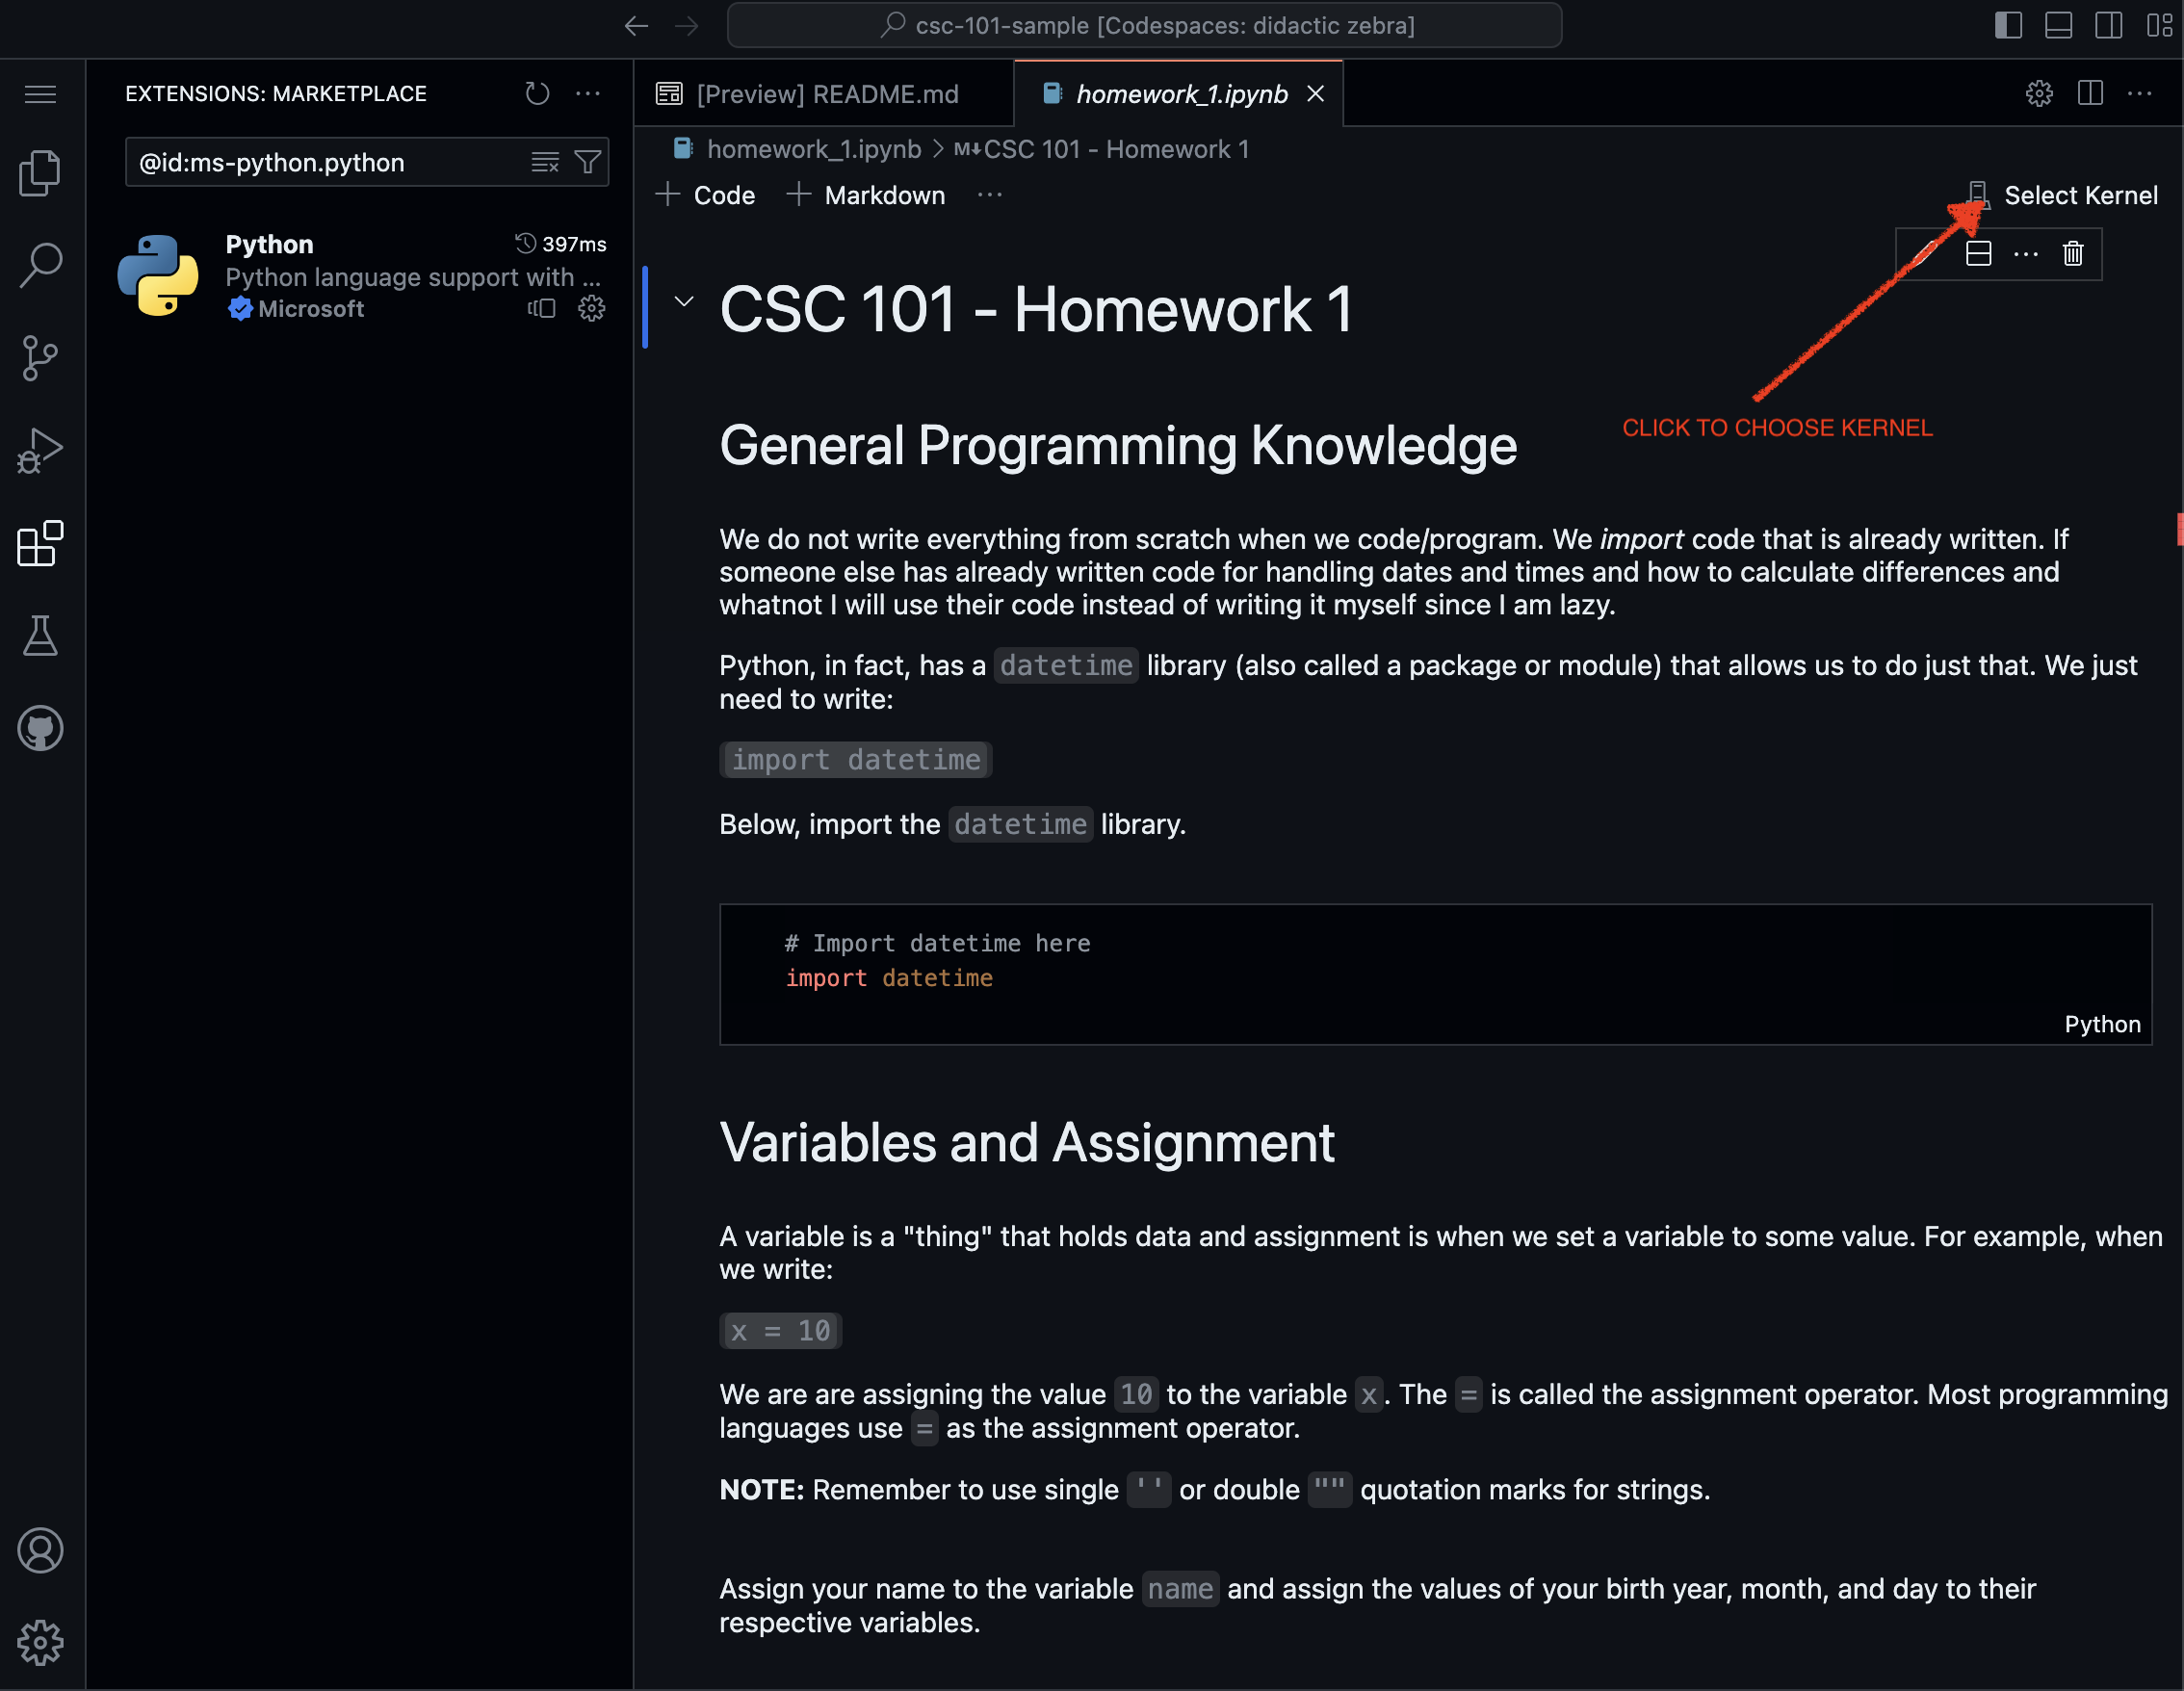 csc-101-sample [Codespaces: didactic zebra]
EXTENSIONS: MARKETPLACE
@id:ms-python.python
Python
397ms
Python language support with ...
Microsoft
[Preview] README.md
homework_1.ipynb
homework_1.ipynb > M↓ CSC 101 - Homework 1
+ Code + Markdown ...
Select Kernel
CLICK TO CHOOSE KERNEL
CSC 101 - Homework 1
General Programming Knowledge
We do not write everything from scratch when we code/program. We import code that is already written. If
someone else has already written code for handling dates and times and how to calculate differences and
whatnot I will use their code instead of writing it myself since I am lazy.
Python, in fact, has a datetime library (also called a package or module) that allows us to do just that. We just
need to write:
import datetime
Below, import the datetime library.
# Import datetime here
import datetime
Python
Variables and Assignment
A variable is a "thing" that holds data and assignment is when we set a variable to some value. For example, when
we write:
x = 10
We are are assigning the value 10 to the variable x. The = is called the assignment operator. Most programming
languages use = as the assignment operator.
NOTE: Remember to use single '' or double "" quotation marks for strings.
Assign your name to the variable name and assign the values of your birth year, month, and day to their
respective variables.